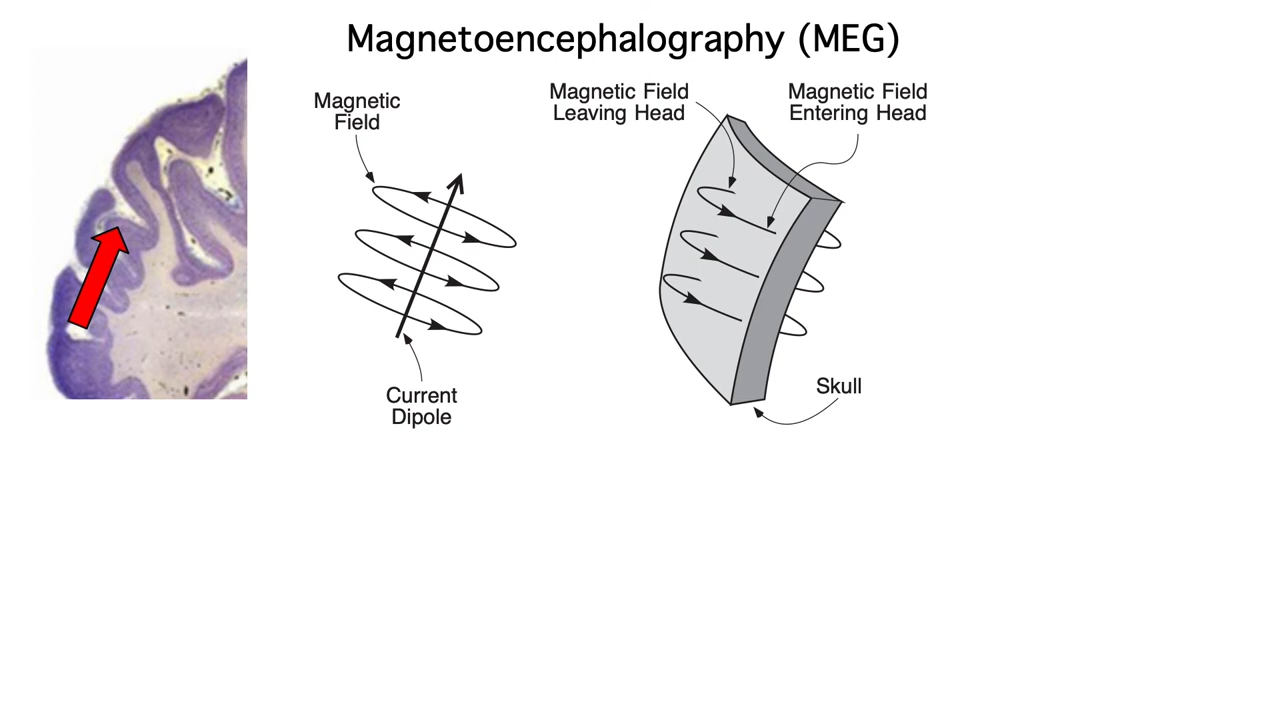 Magnetoencephalography (MEG)
Magnetic
Field
Magnetic Field
Leaving Head
Magnetic Field
Entering Head
Current
Dipole
Skull